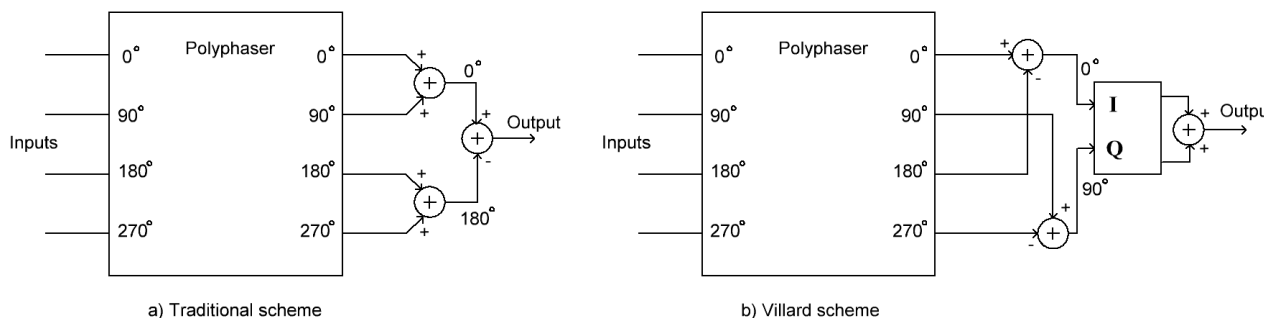 Polyphaser
0° 0° + 0°
+
90° 90° + Output
Inputs
-
180° 180° +
180°
270° 270° +
a) Traditional scheme
Polyphaser
0° 0° + 0°
-
I
90° 90° + Output
Inputs
Q
+
180° 180° 90°
+
270° 270° -
b) Villard scheme